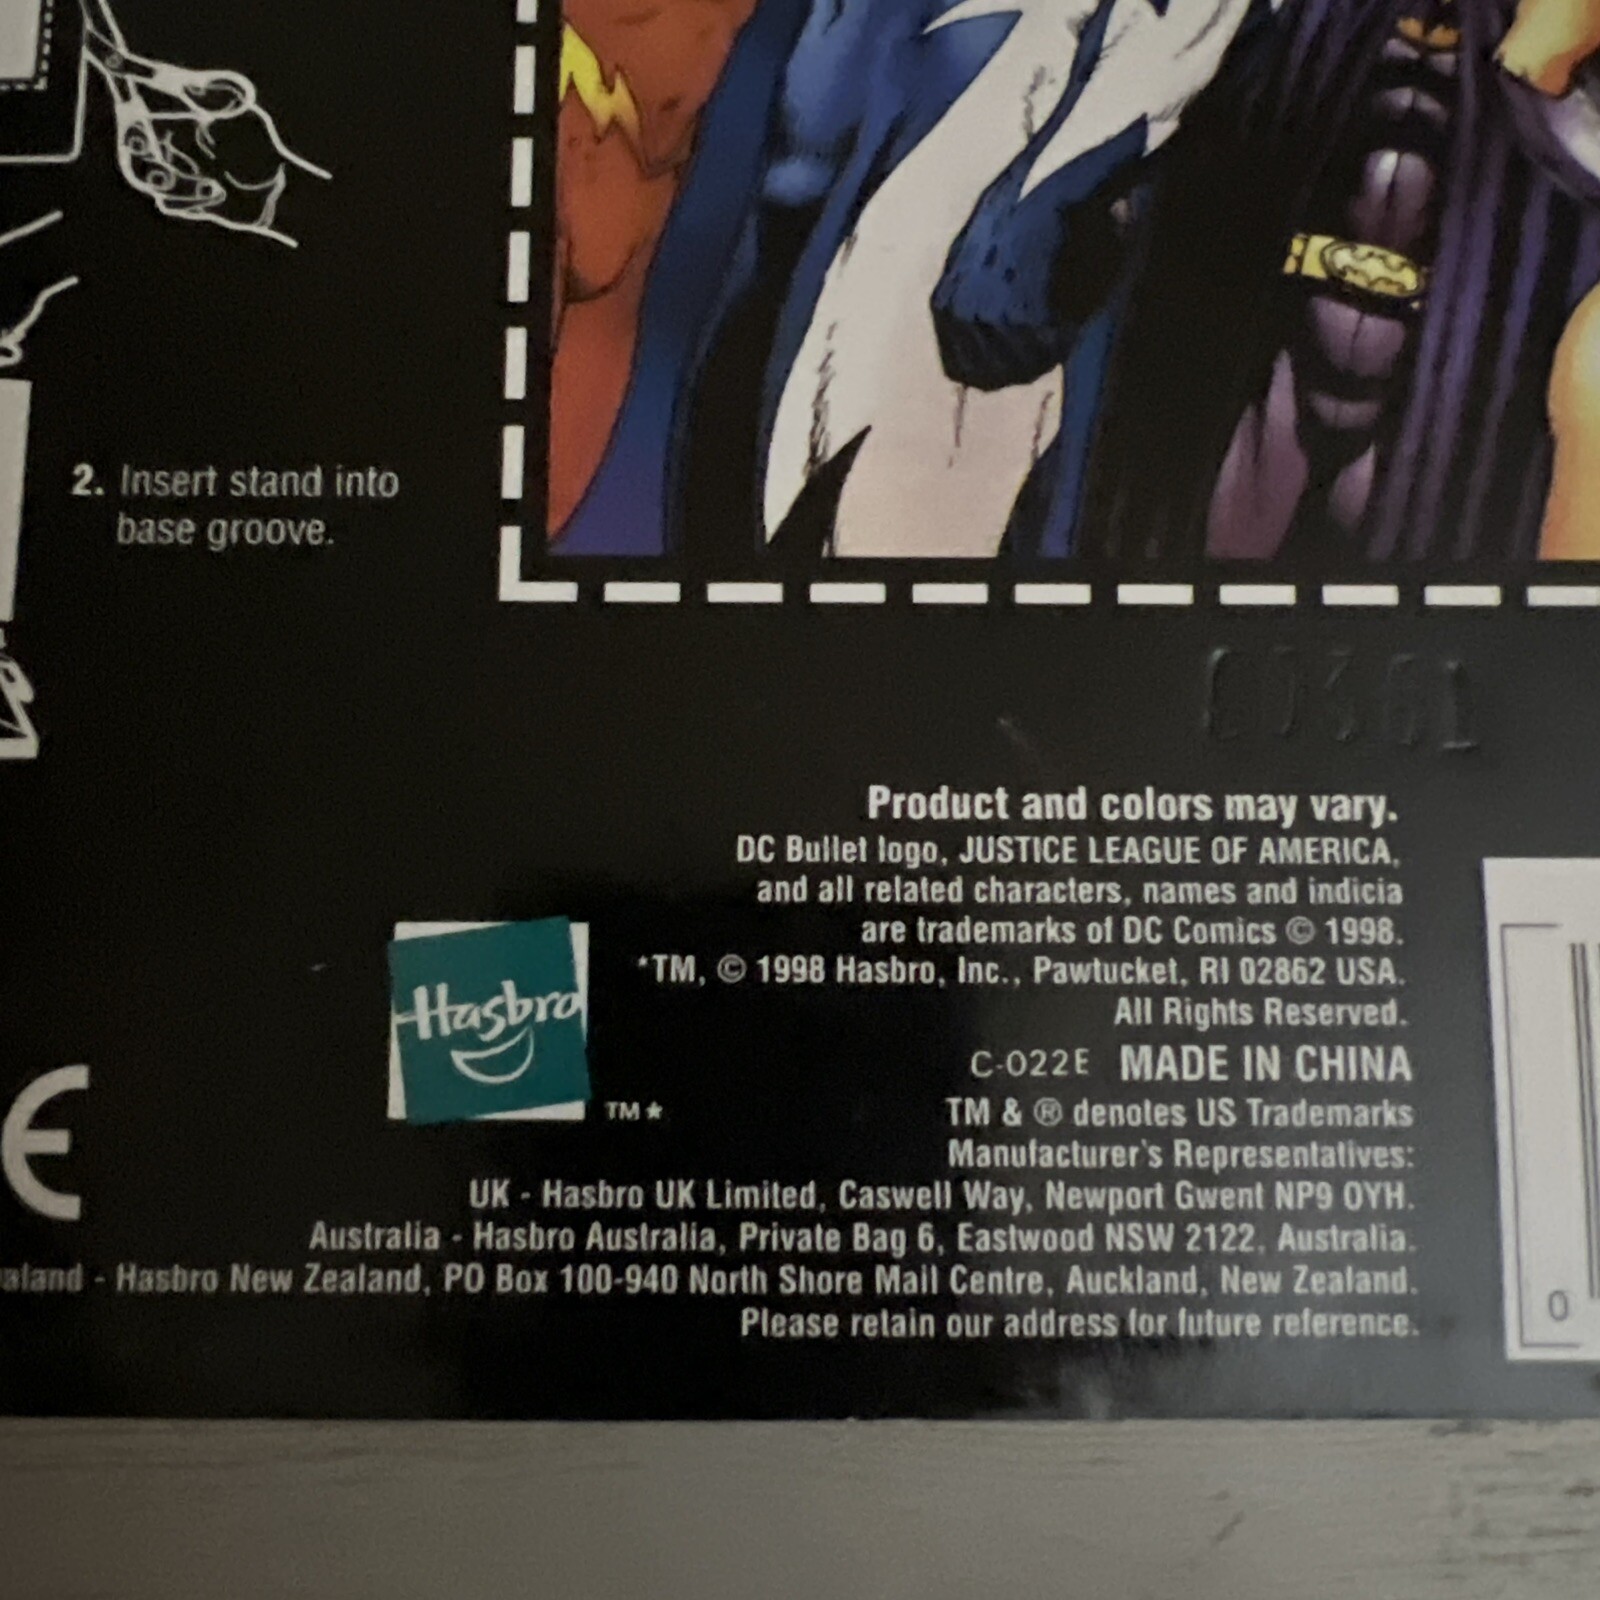 2. Insert stand into
base groove.
Product and colors may vary.
DC Bullet logo, JUSTICE LEAGUE OF AMERICA,
and all related characters, names and indicia
are trademarks of DC Comics © 1998.
*TM, © 1998 Hasbro, Inc., Pawtucket, RI 02862 USA.
All Rights Reserved.
Hasbro
TM★
C-022E MADE IN CHINA
TM & ® denotes US Trademarks
Manufacturer's Representatives:
UK - Hasbro UK Limited, Caswell Way, Newport Gwent NP9 0YH.
Australia - Hasbro Australia, Private Bag 6, Eastwood NSW 2122, Australia.
aland - Hasbro New Zealand, PO Box 100-940 North Shore Mail Centre, Auckland, New Zealand.
Please retain our address for future reference.
0